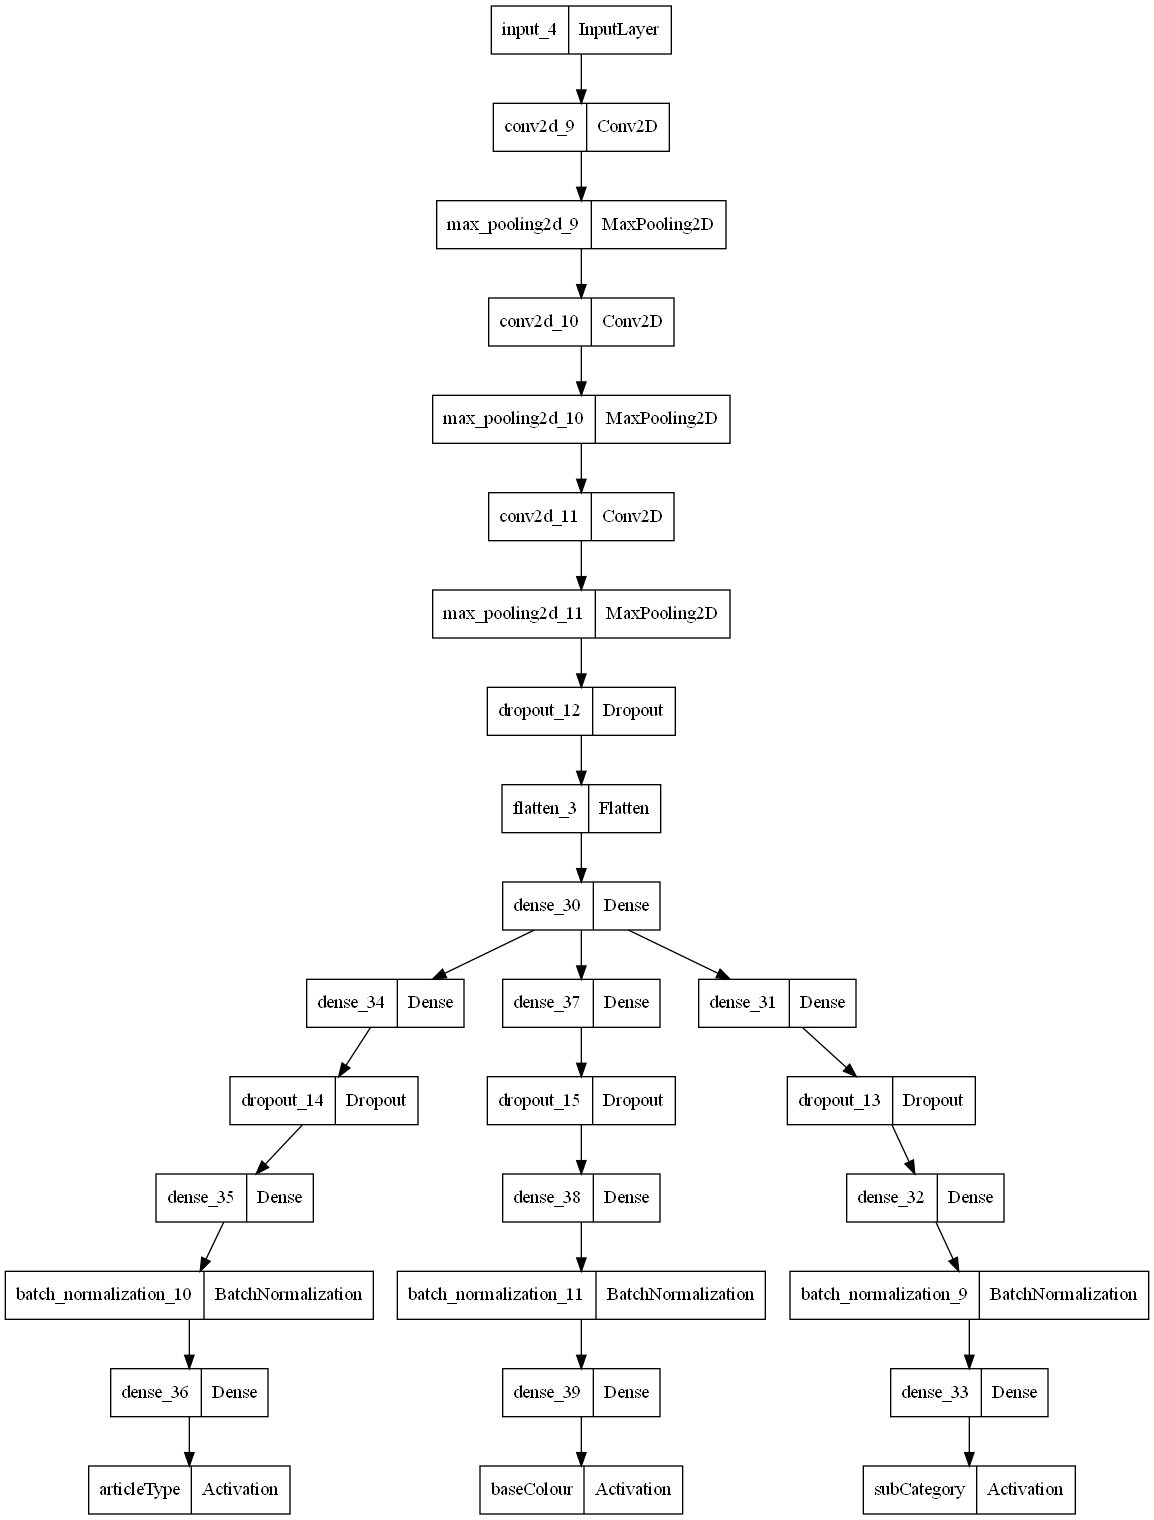 input_4 InputLayer
conv2d_9 Conv2D
max_pooling2d_9 MaxPooling2D
conv2d_10 Conv2D
max_pooling2d_10 MaxPooling2D
conv2d_11 Conv2D
max_pooling2d_11 MaxPooling2D
dropout_12 Dropout
flatten_3 Flatten
dense_30 Dense
dense_34 Dense dense_37 Dense dense_31 Dense
dropout_14 Dropout dropout_15 Dropout dropout_13 Dropout
dense_35 Dense dense_38 Dense dense_32 Dense
batch_normalization_10 BatchNormalization batch_normalization_11 BatchNormalization batch_normalization_9 BatchNormalization
dense_36 Dense dense_39 Dense dense_33 Dense
articleType Activation baseColour Activation subCategory Activation